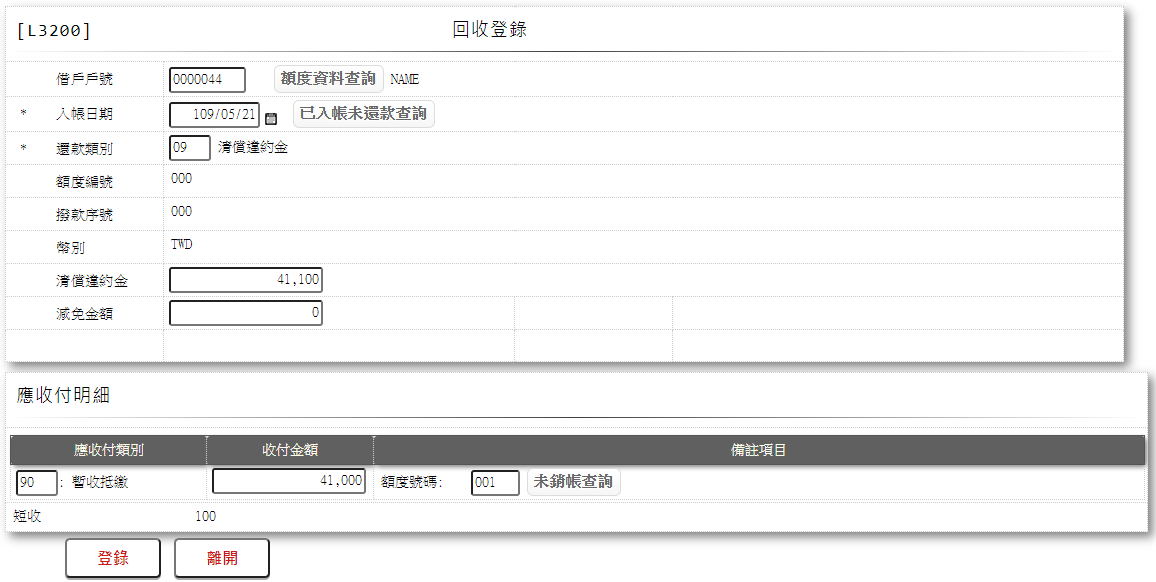 [L3200] 回收登錄
借戶戶號 0000044 額度資料查詢 NAME
* 入帳日期 109/05/21 已入帳未還款查詢
* 還款類別 09 清償違約金
額度編號 000
撥款序號 000
幣別 TWD
清償違約金 41,100
減免金額 0
應收付明細
應收付類別 收付金額 備註項目
90 : 暫收抵繳 41,000 額度號碼: 001 未銷帳查詢
短收 100
登錄 離開